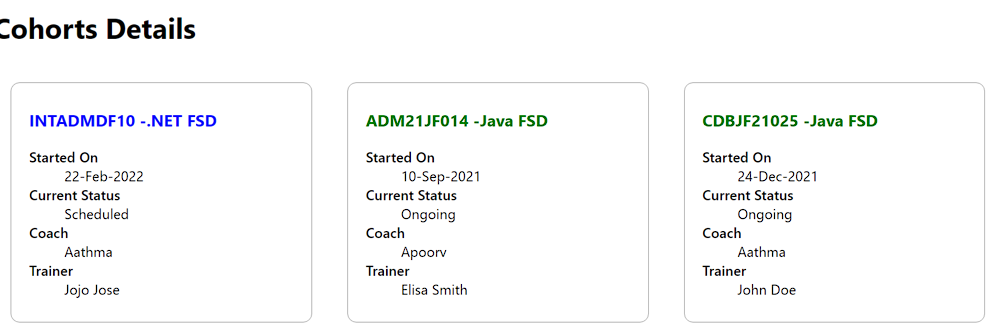 Cohorts Details
INTADMDF10 -.NET FSD
Started On
22-Feb-2022
Current Status
Scheduled
Coach
Aathma
Trainer
Jojo Jose
ADM21JF014 -Java FSD
Started On
10-Sep-2021
Current Status
Ongoing
Coach
Apoorv
Trainer
Elisa Smith
CDBJF21025 -Java FSD
Started On
24-Dec-2021
Current Status
Ongoing
Coach
Aathma
Trainer
John Doe